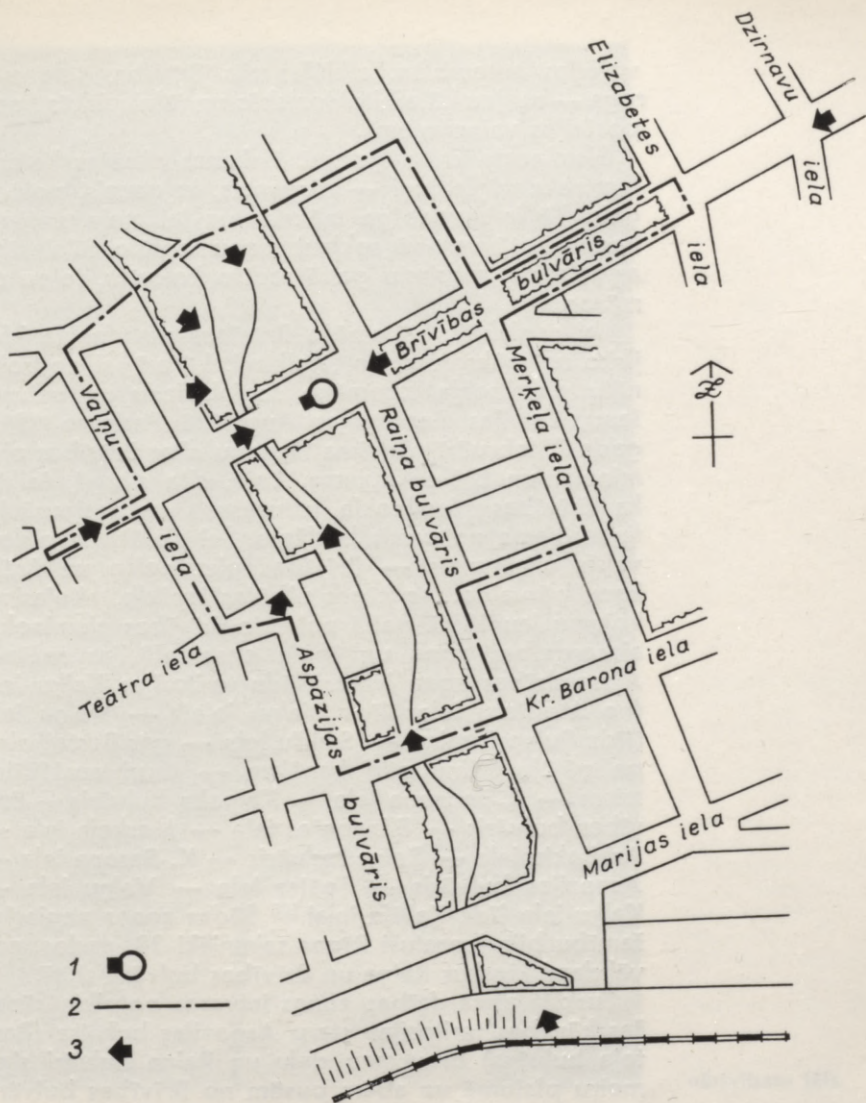 Dzirnavu
iela
Elizabetes
iela
Brīvības
bulvāris
Merķeļa iela
Raiņa bulvāris
Vaļņu
iela
Teātra iela
Aspāzijas
bulvāris
Kr. Barona iela
Marijas iela
1
2
3